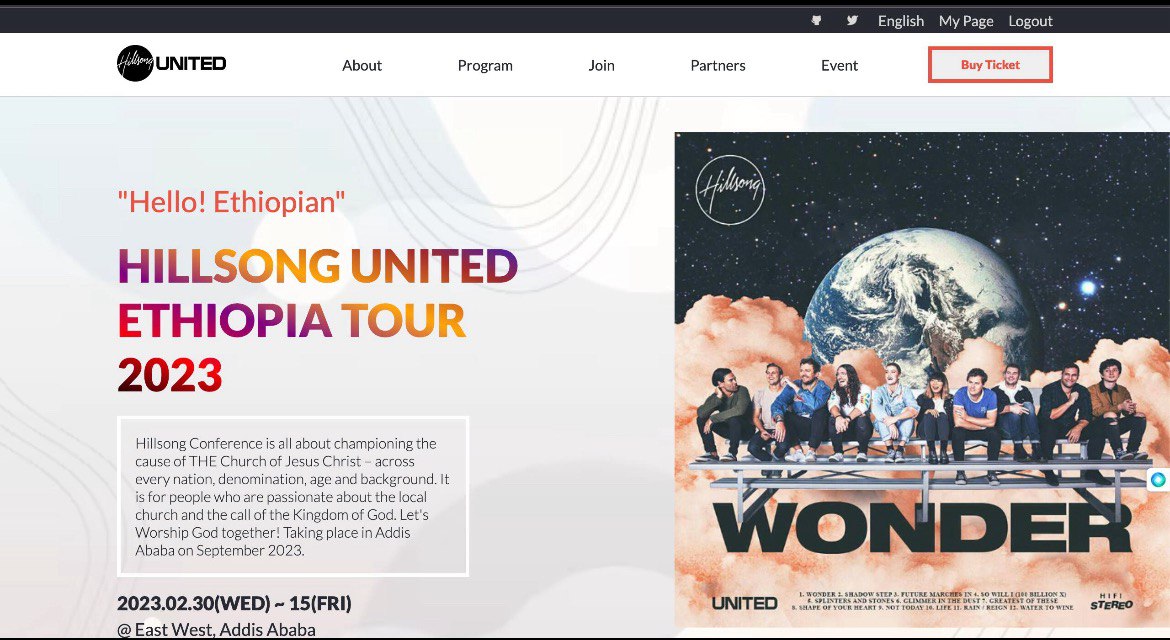 English My Page Logout
Hillsong UNITED
About Program Join Partners Event Buy Ticket
"Hello! Ethiopian"
HILLSONG UNITED
ETHIOPIA TOUR
2023
Hillsong Conference is all about championing the
cause of THE Church of Jesus Christ – across
every nation, denomination, age and background. It
is for people who are passionate about the local
church and the call of the Kingdom of God. Let's
Worship God together! Taking place in Addis
Ababa on September 2023.
2023.02.30(WED) ~ 15(FRI)
@ East West, Addis Ababa
Hillsong
WONDER
UNITED
1. WONDER 2. SHADOW STEP 3. FUTURE MARCHES IN 4. SO WILL I (100 BILLION X)
5. SPLINTERS AND STONES 6. GLIMMER IN THE DUST 7. GREATEST OF THESE
8. SHAPE OF YOUR HEART 9. NOT TODAY 10. LIFE 11. RAIN / REIGN 12. WATER TO WINE
HIFI
STEREO